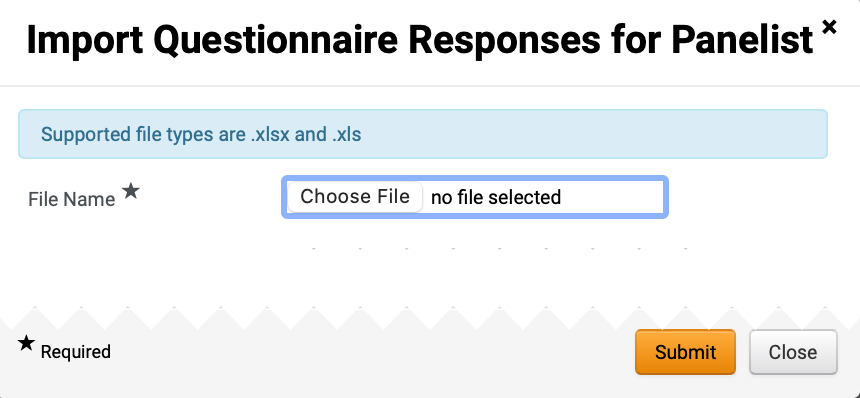 Import Questionnaire Responses for Panelist ×
Supported file types are .xlsx and .xls
File Name ★ Choose File no file selected
★ Required Submit Close